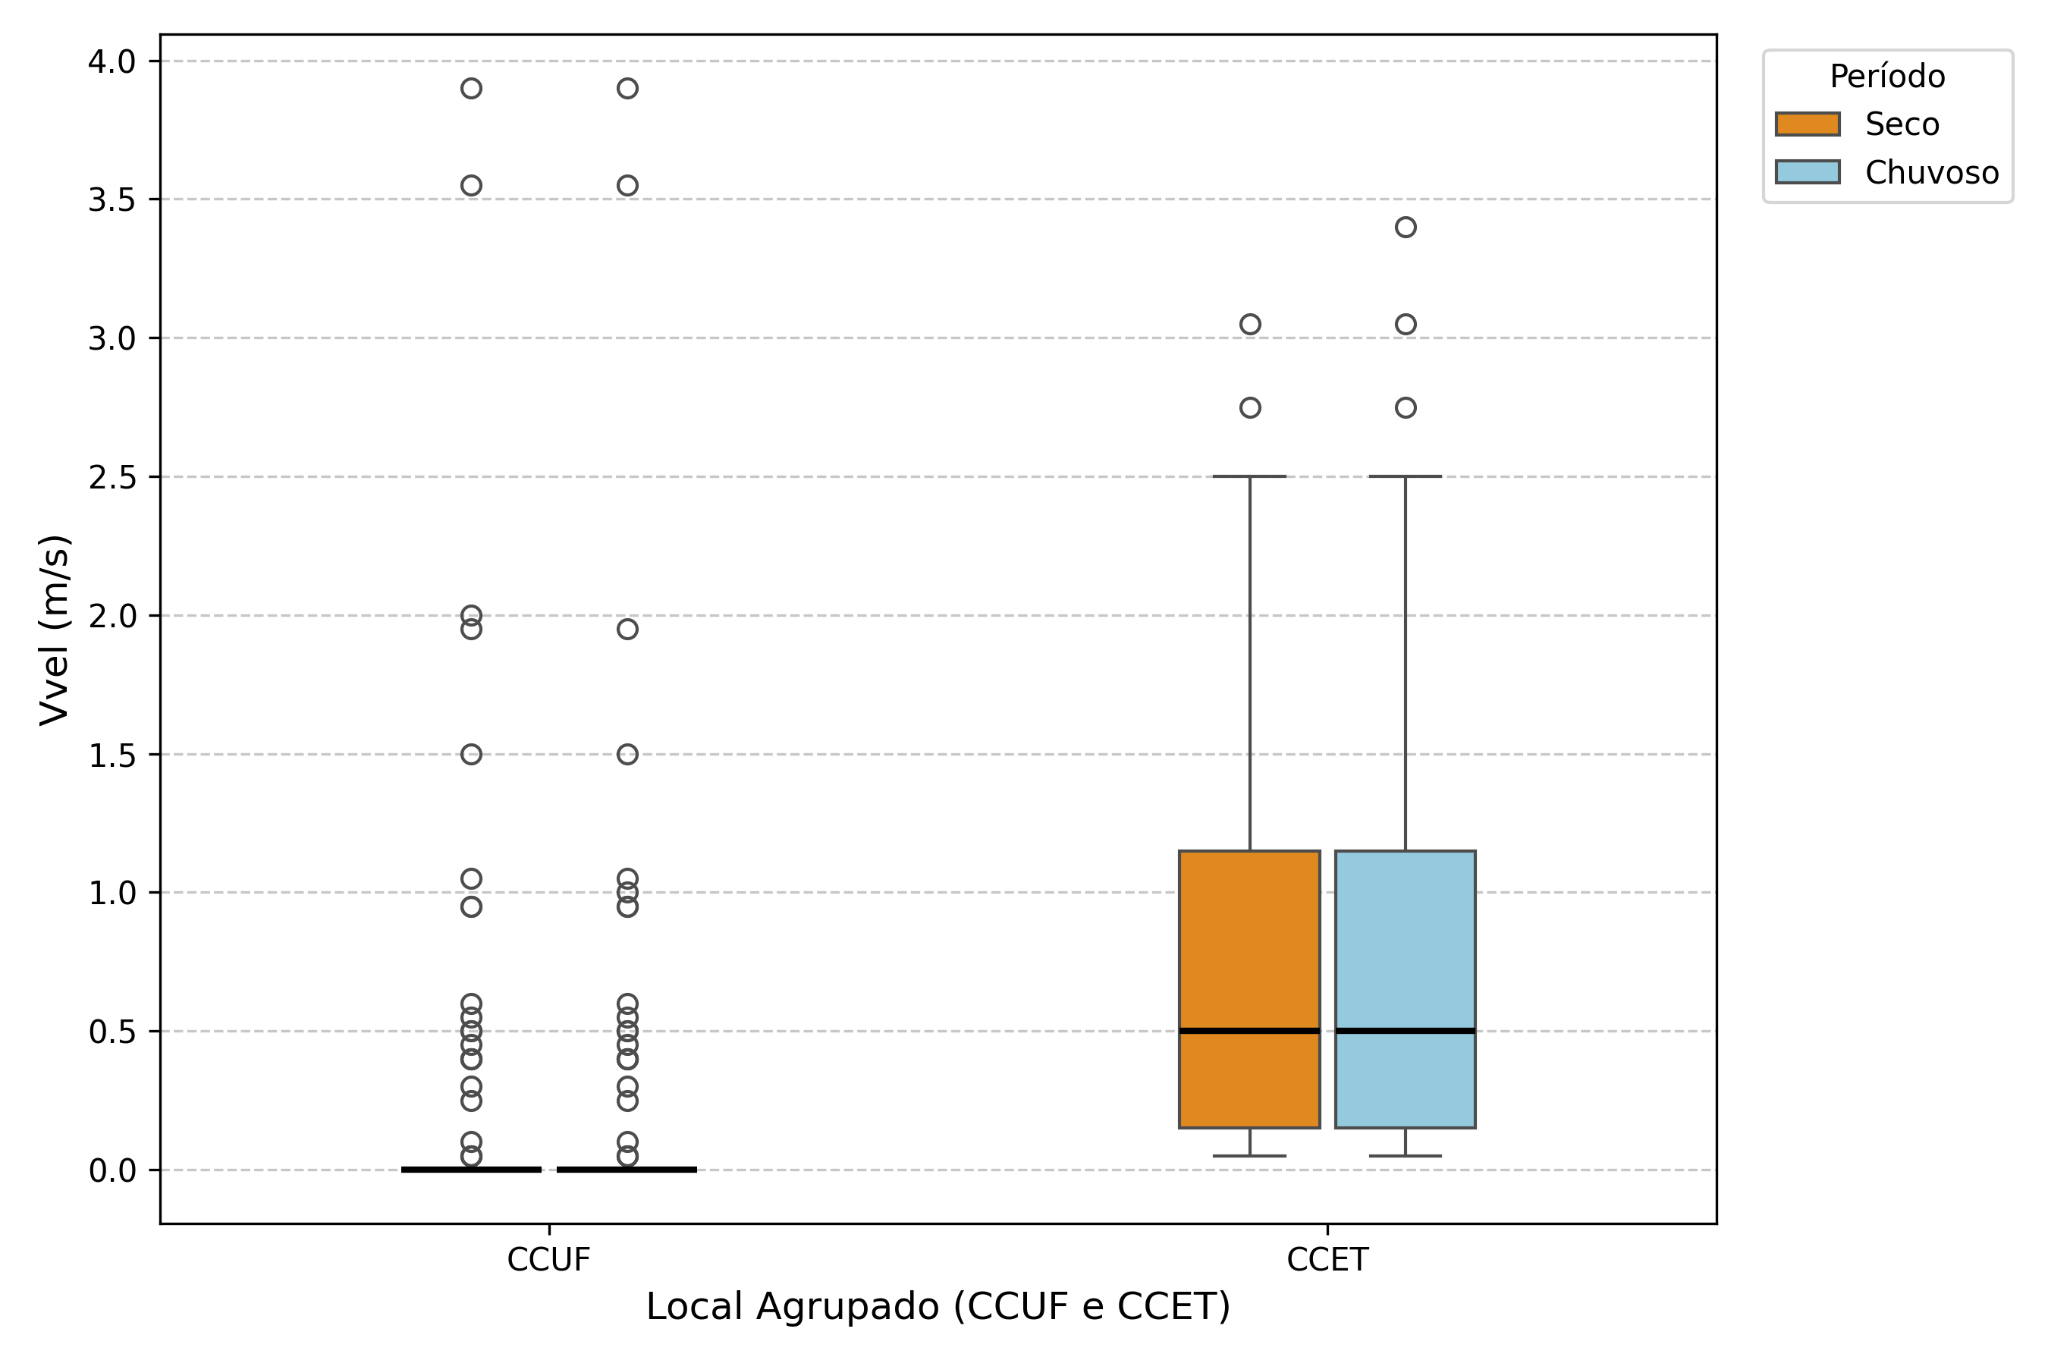 4.0
3.5
3.0
2.5
2.0
1.5
1.0
0.5
0.0
Vvel (m/s)
CCUF
CCET
Local Agrupado (CCUF e CCET)
Período
Seco
Chuvoso